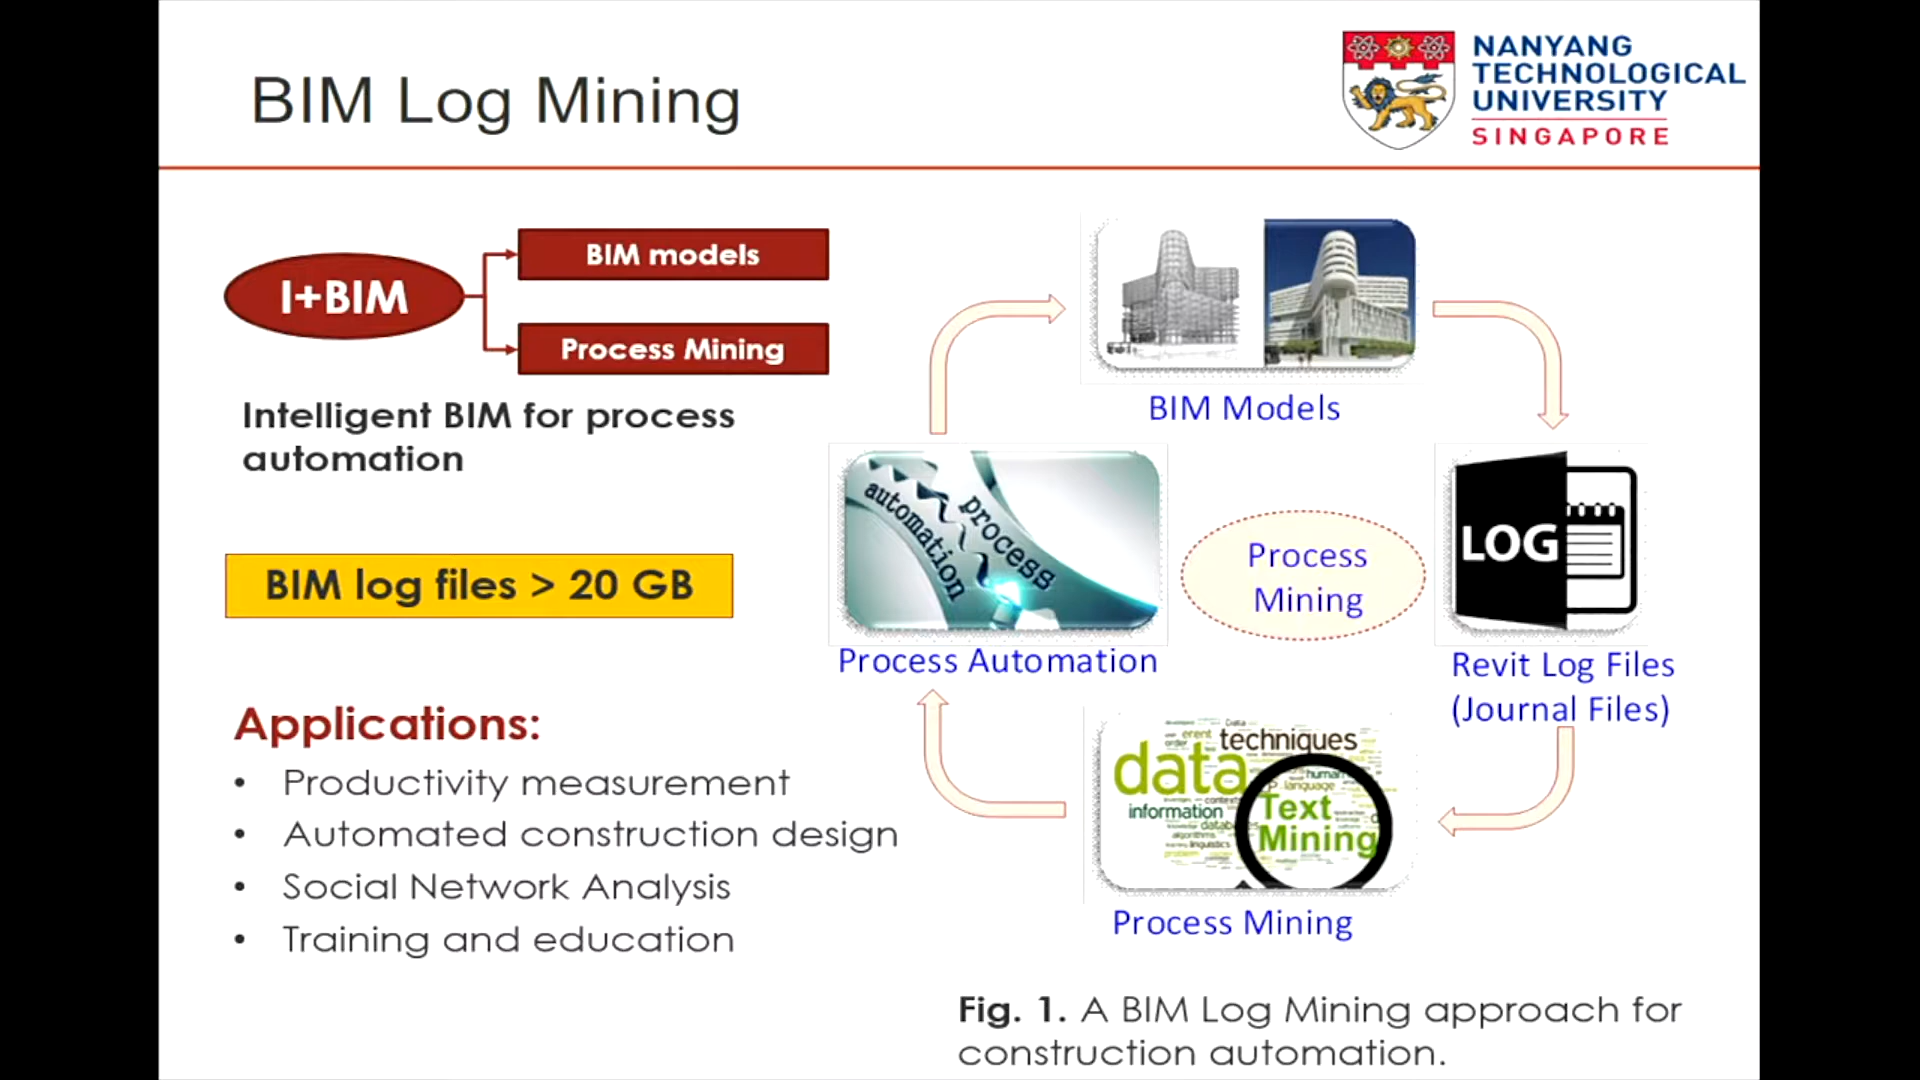 BIM Log Mining
NANYANG
TECHNOLOGICAL
UNIVERSITY
SINGAPORE
I+BIM
BIM models
Process Mining
Intelligent BIM for process
automation
BIM log files > 20 GB
Applications:
• Productivity measurement
• Automated construction design
• Social Network Analysis
• Training and education
BIM Models
automation
process
Process Automation
Process
Mining
LOG
Revit Log Files
(Journal Files)
data
techniques
information
language
Text
Mining
Process Mining
Fig. 1. A BIM Log Mining approach for
construction automation.